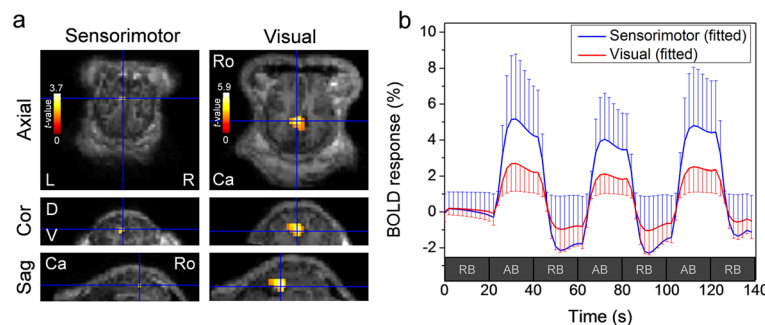 a
Sensorimotor
Visual
b
Axial
3.7
t-value
0
L
R
Ro
5.9
t-value
0
Ca
Cor
D
V
Sag
Ca
Ro
BOLD response (%)
10
8
6
4
2
0
-2
Sensorimotor (fitted)
Visual (fitted)
RB
AB
RB
AB
RB
AB
RB
0 20 40 60 80 100 120 140
Time (s)